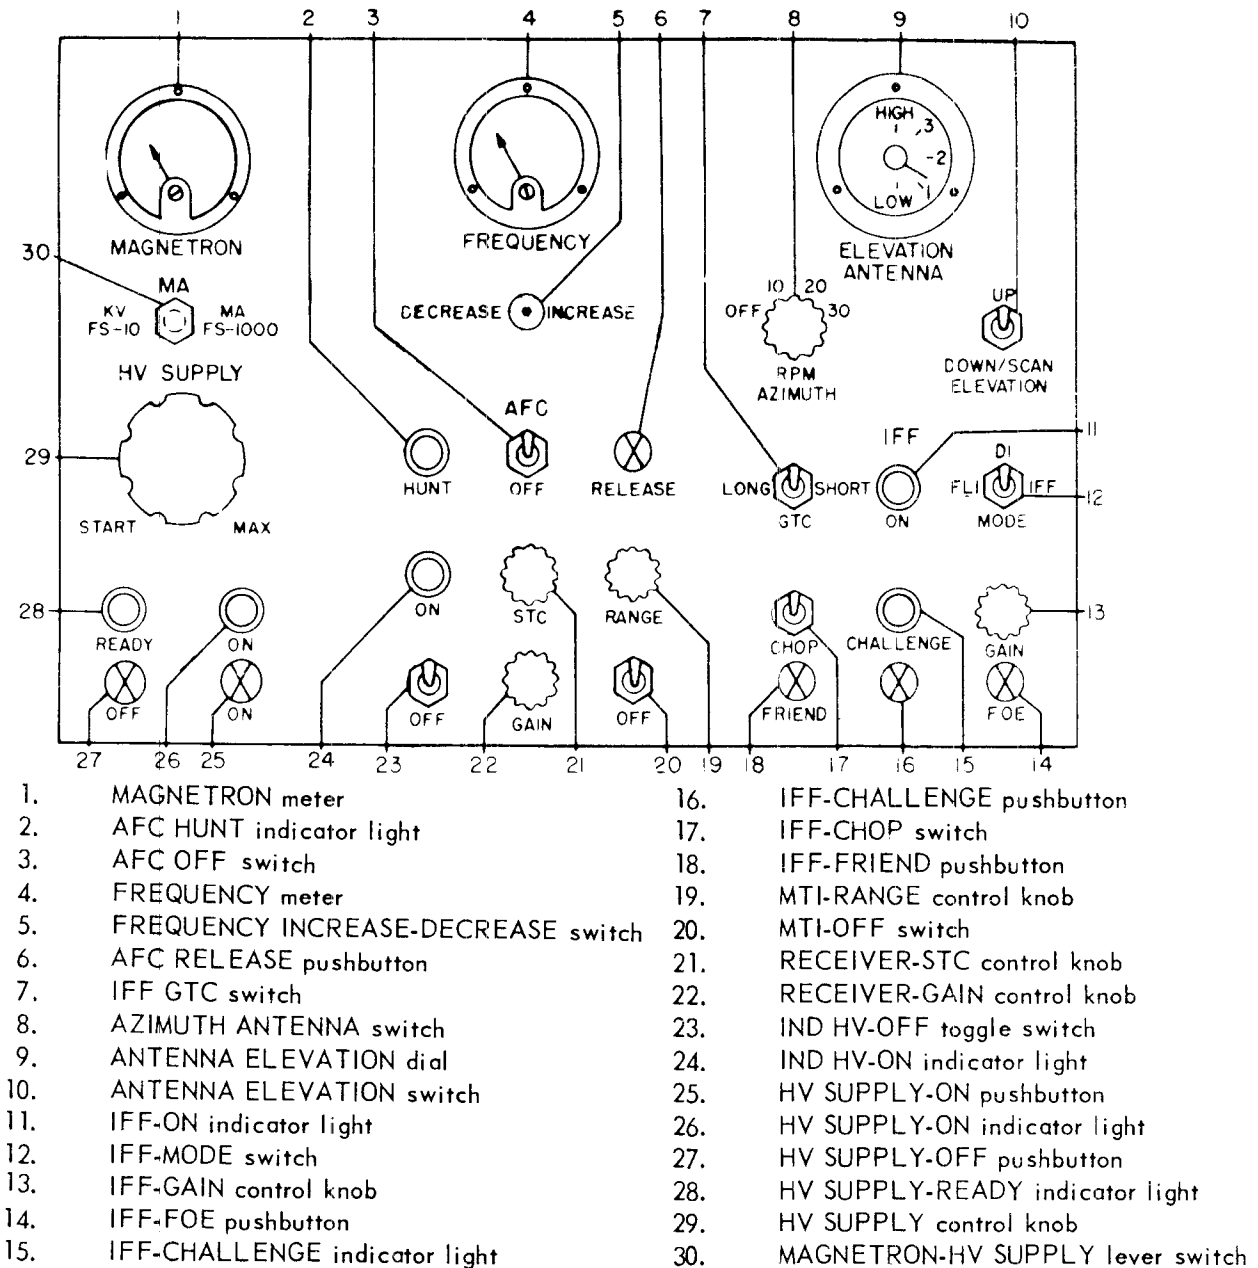 1 2 3 4 5 6 7 8 9 10
HIGH
3
2
1
LOW
MAGNETRON
FREQUENCY
ELEVATION
ANTENNA
30
MA
KV
FS-10
MA
FS-1000
DECREASE INCREASE
OFF 10 20 30
RPM
AZIMUTH
UP
DOWN/SCAN
ELEVATION
HV SUPPLY
29
START MAX
HUNT
AFC
OFF
RELEASE
LONG SHORT
GTC
IFF
ON
11
DI
FLI IFF
MODE
12
28
READY
ON
ON
STC
RANGE
CHOP
CHALLENGE
GAIN
13
OFF
ON
OFF
GAIN
OFF
FRIEND
FOE
27 26 25 24 23 22 21 20 19 18 17 16 15 14
1. MAGNETRON meter
2. AFC HUNT indicator light
3. AFC OFF switch
4. FREQUENCY meter
5. FREQUENCY INCREASE-DECREASE switch
6. AFC RELEASE pushbutton
7. IFF GTC switch
8. AZIMUTH ANTENNA switch
9. ANTENNA ELEVATION dial
10. ANTENNA ELEVATION switch
11. IFF-ON indicator light
12. IFF-MODE switch
13. IFF-GAIN control knob
14. IFF-FOE pushbutton
15. IFF-CHALLENGE indicator light
16. IFF-CHALLENGE pushbutton
17. IFF-CHOP switch
18. IFF-FRIEND pushbutton
19. MTI-RANGE control knob
20. MTI-OFF switch
21. RECEIVER-STC control knob
22. RECEIVER-GAIN control knob
23. IND HV-OFF toggle switch
24. IND HV-ON indicator light
25. HV SUPPLY-ON pushbutton
26. HV SUPPLY-ON indicator light
27. HV SUPPLY-OFF pushbutton
28. HV SUPPLY-READY indicator light
29. HV SUPPLY control knob
30. MAGNETRON-HV SUPPLY lever switch